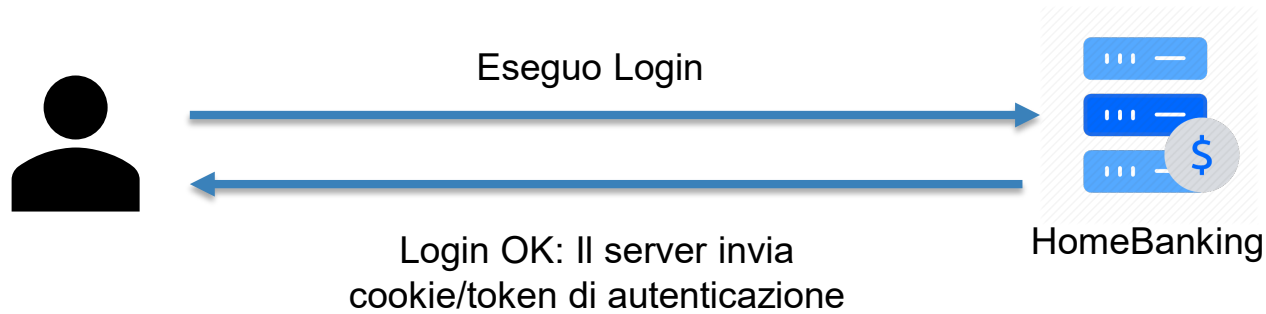 Eseguo Login
$
Login OK: Il server invia
cookie/token di autenticazione
HomeBanking